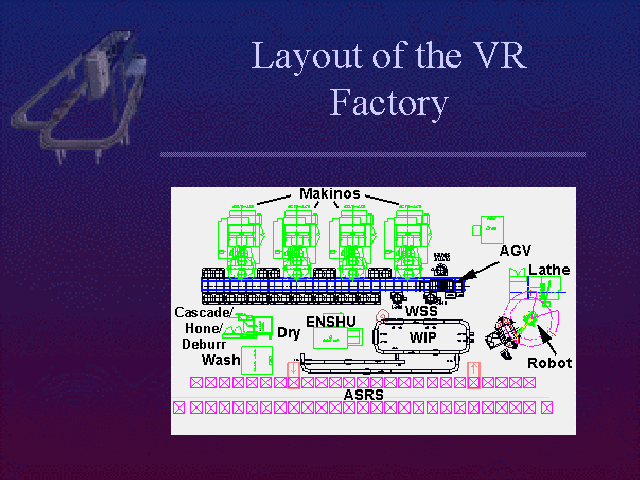 Layout of the VR
Factory
Makinos
AGV
Lathe
Cascade/
Hone/
Deburr
Dry
ENSHU
WSS
WIP
Wash
Robot
ASRS